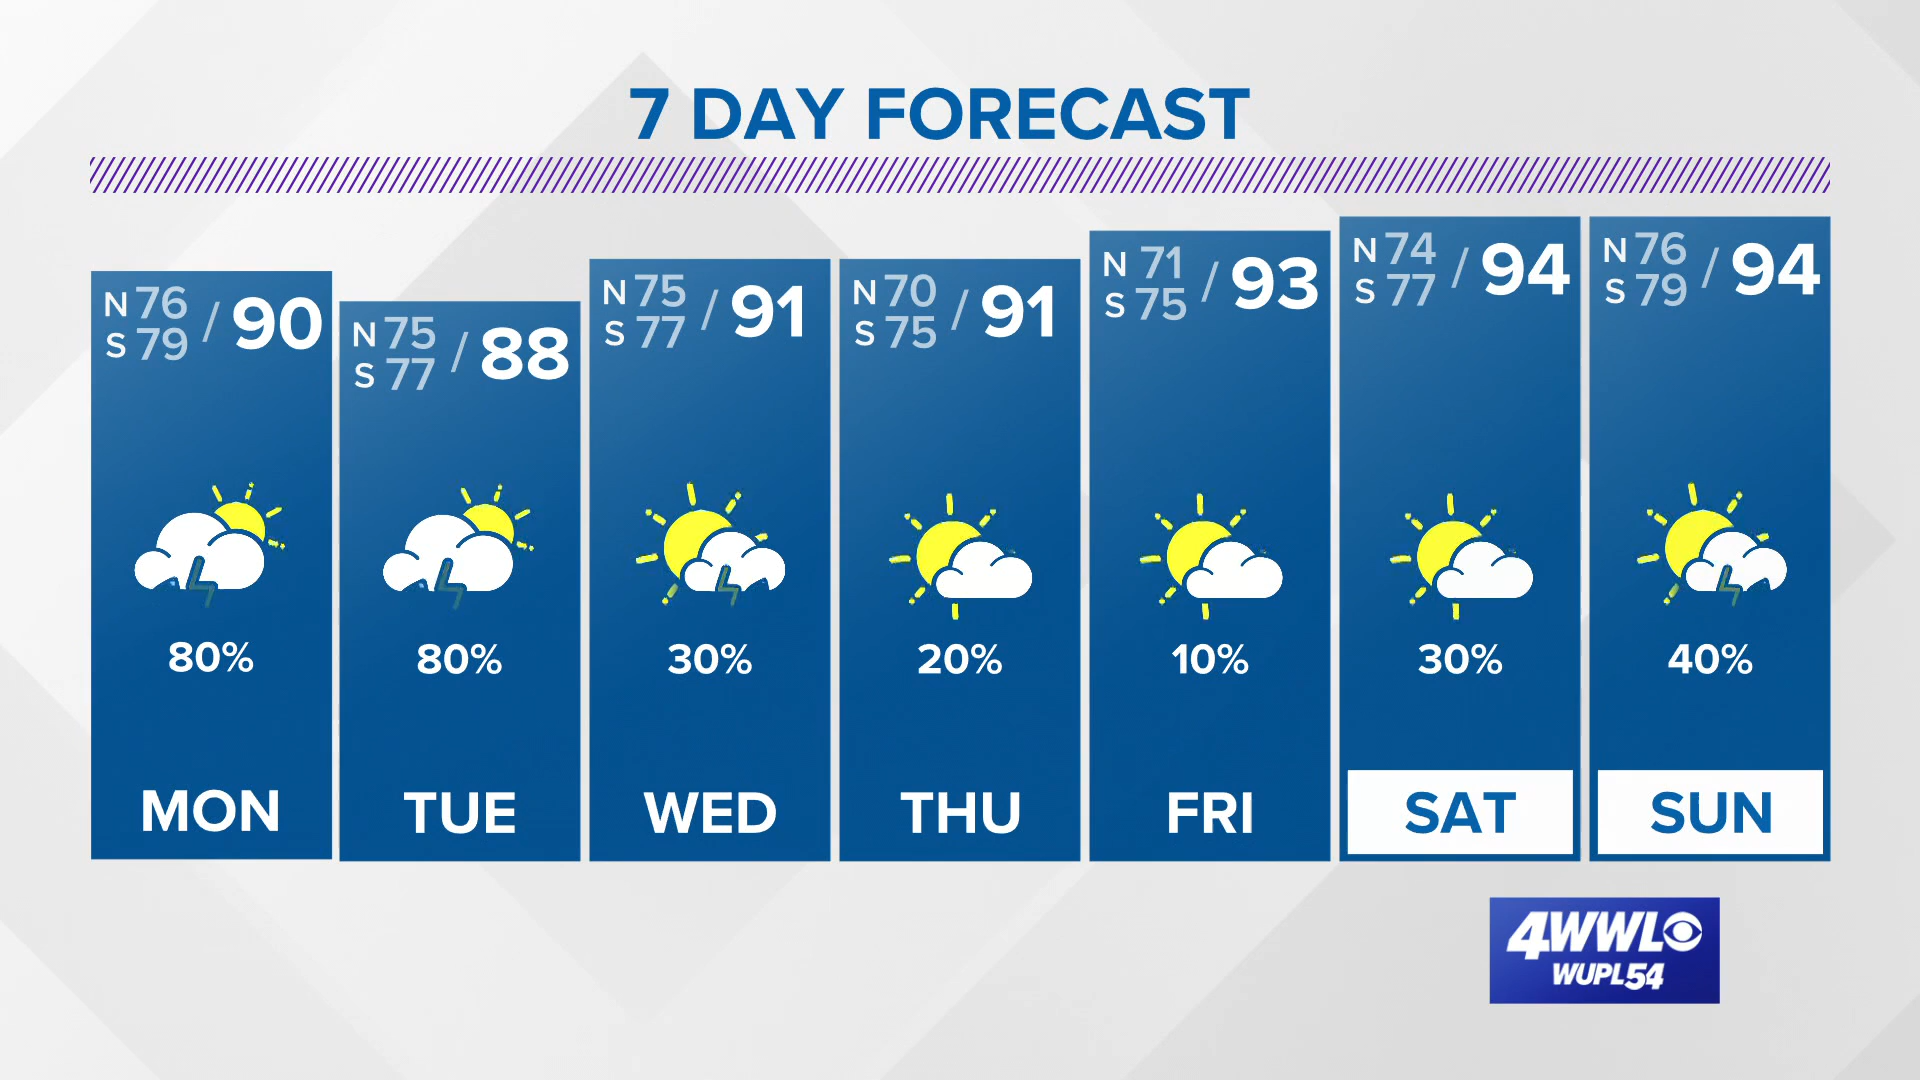 7 DAY FORECAST
N 76
S 79 / 90
80%
MON
N 75
S 77 / 88
80%
TUE
N 75
S 77 / 91
30%
WED
N 70
S 75 / 91
20%
THU
N 71
S 75 / 93
10%
FRI
N 74
S 77 / 94
30%
SAT
N 76
S 79 / 94
40%
SUN
4WWL
WUPL54